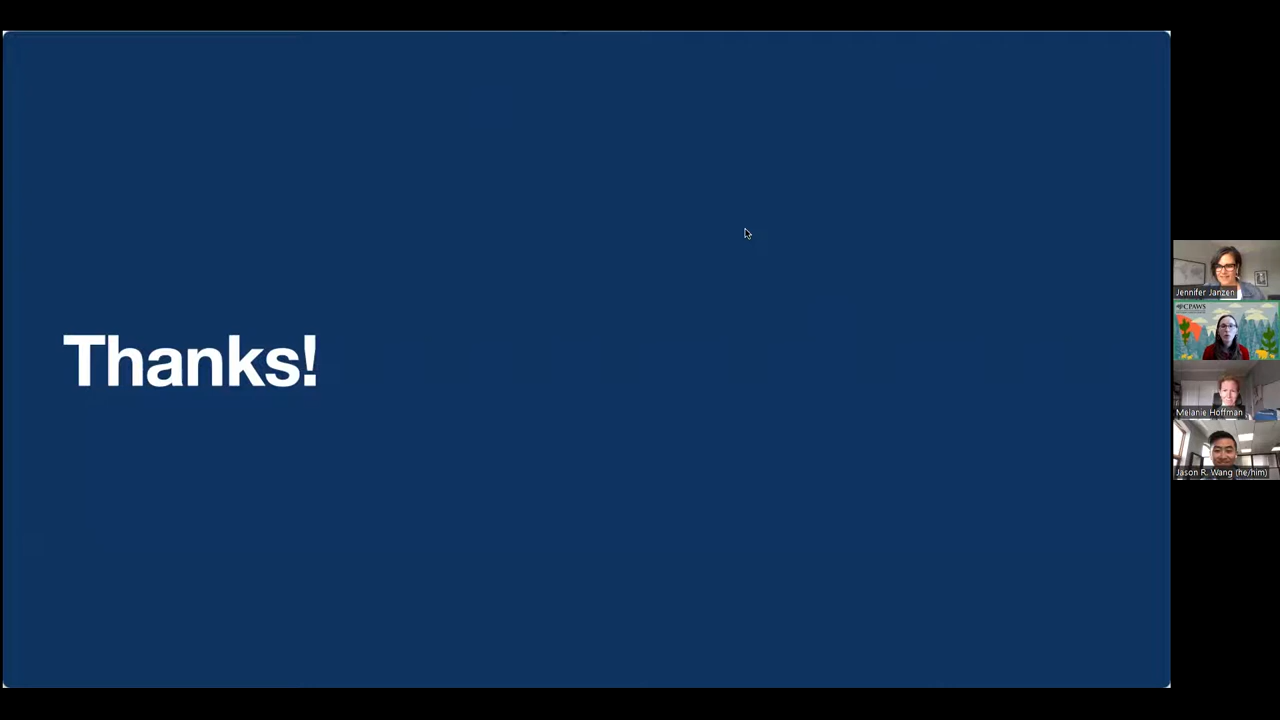 Thanks!
Jennifer Janzen
CPAWS
Melanie Hoffman
Jason R. Wang (he/him)